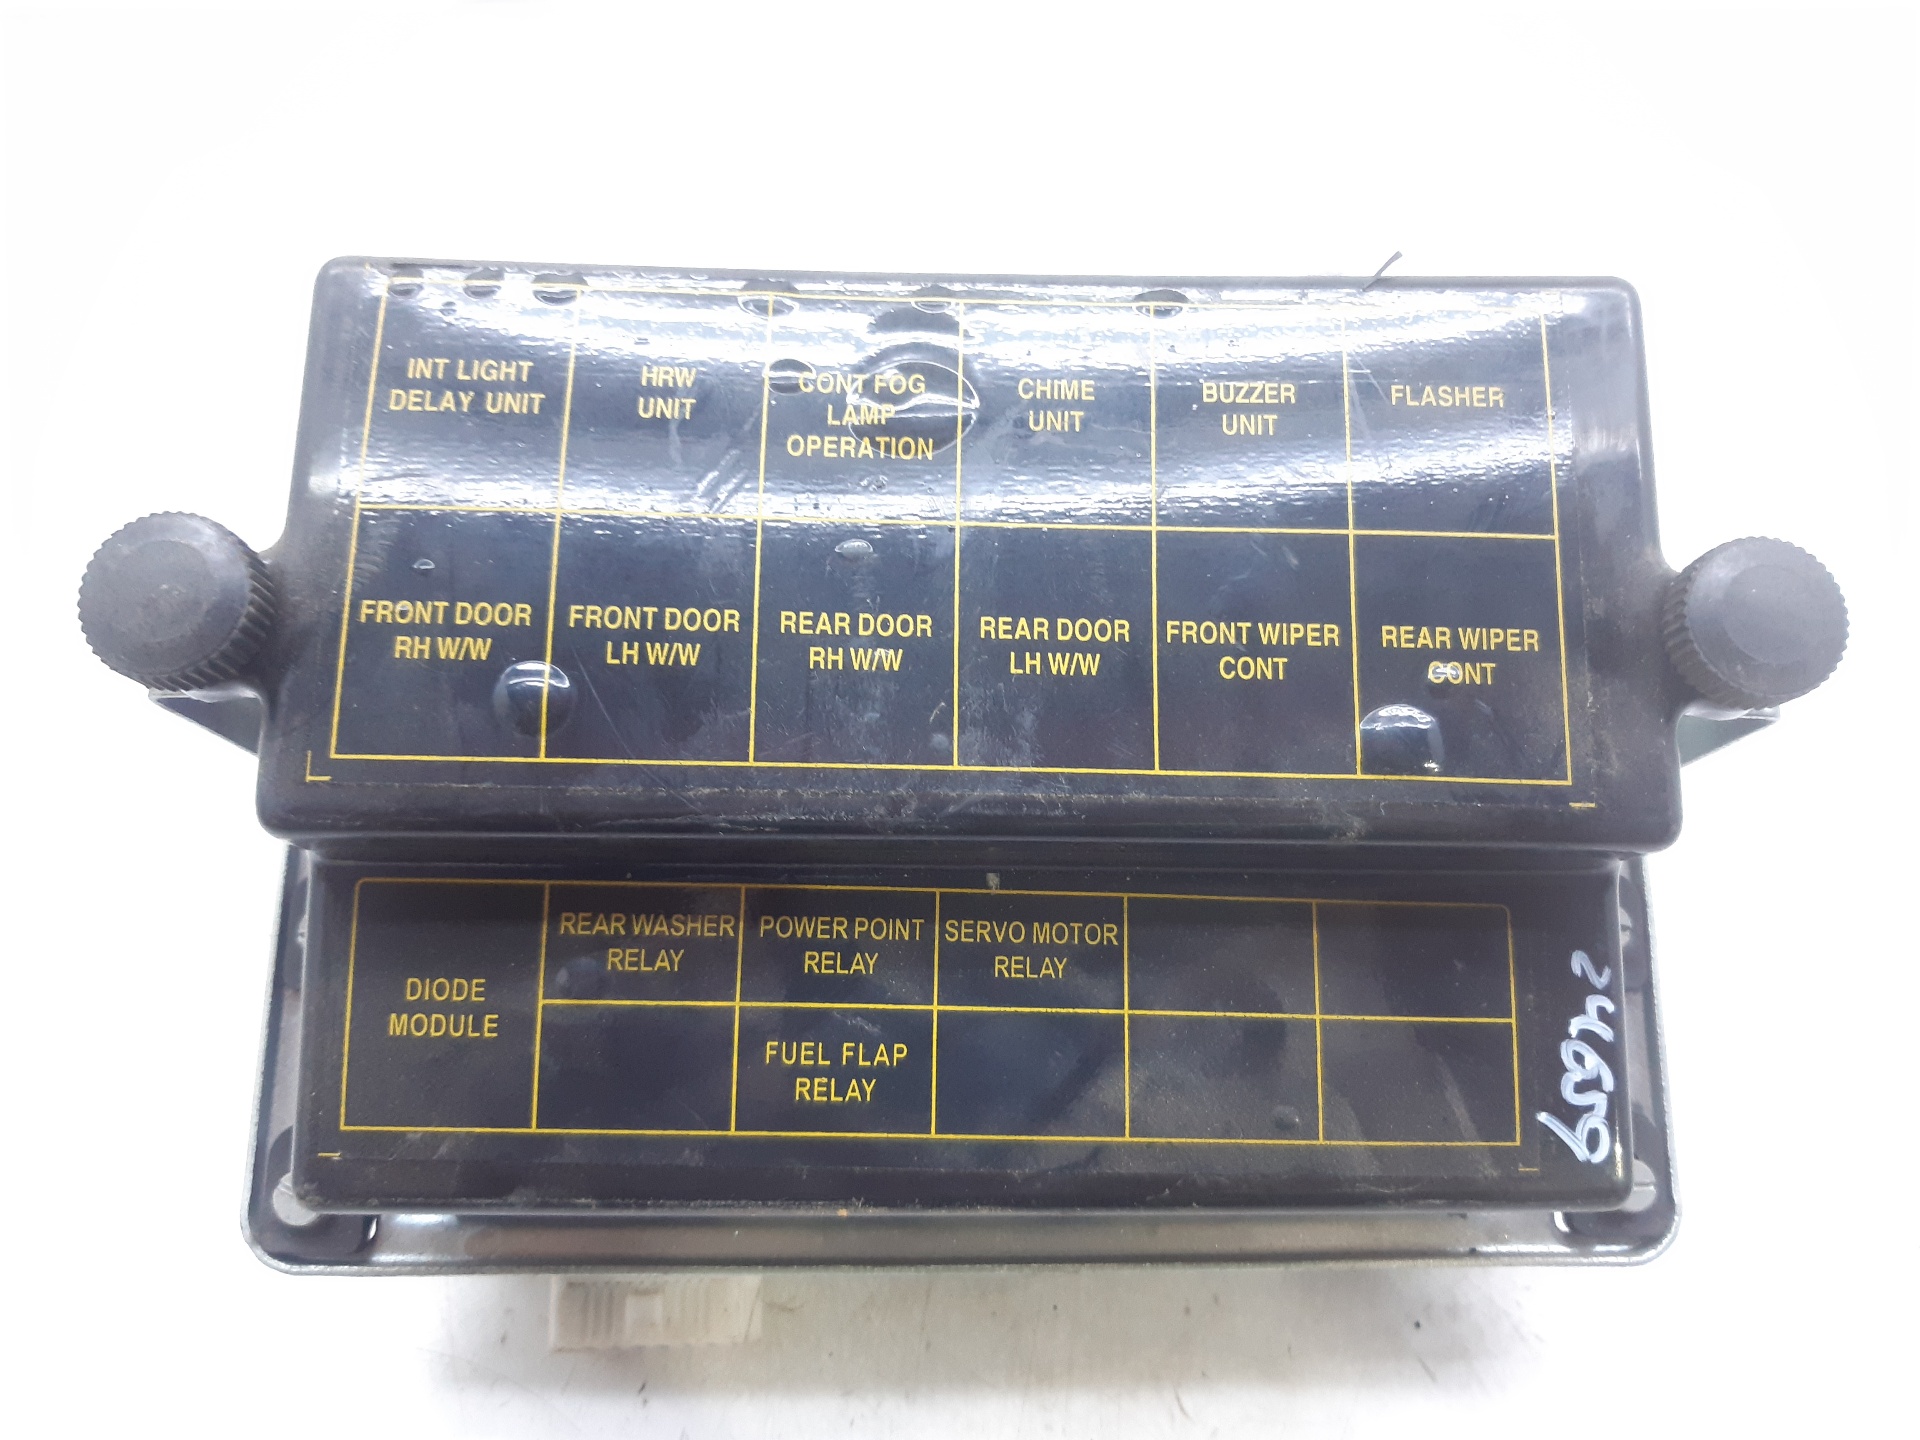 INT LIGHT
DELAY UNIT
HRW
UNIT
CONT FOG
LAMP
OPERATION
CHIME
UNIT
BUZZER
UNIT
FLASHER
FRONT DOOR
RH W/W
FRONT DOOR
LH W/W
REAR DOOR
RH W/W
REAR DOOR
LH W/W
FRONT WIPER
CONT
REAR WIPER
CONT
DIODE
MODULE
REAR WASHER
RELAY
POWER POINT
RELAY
SERVO MOTOR
RELAY
FUEL FLAP
RELAY
24659